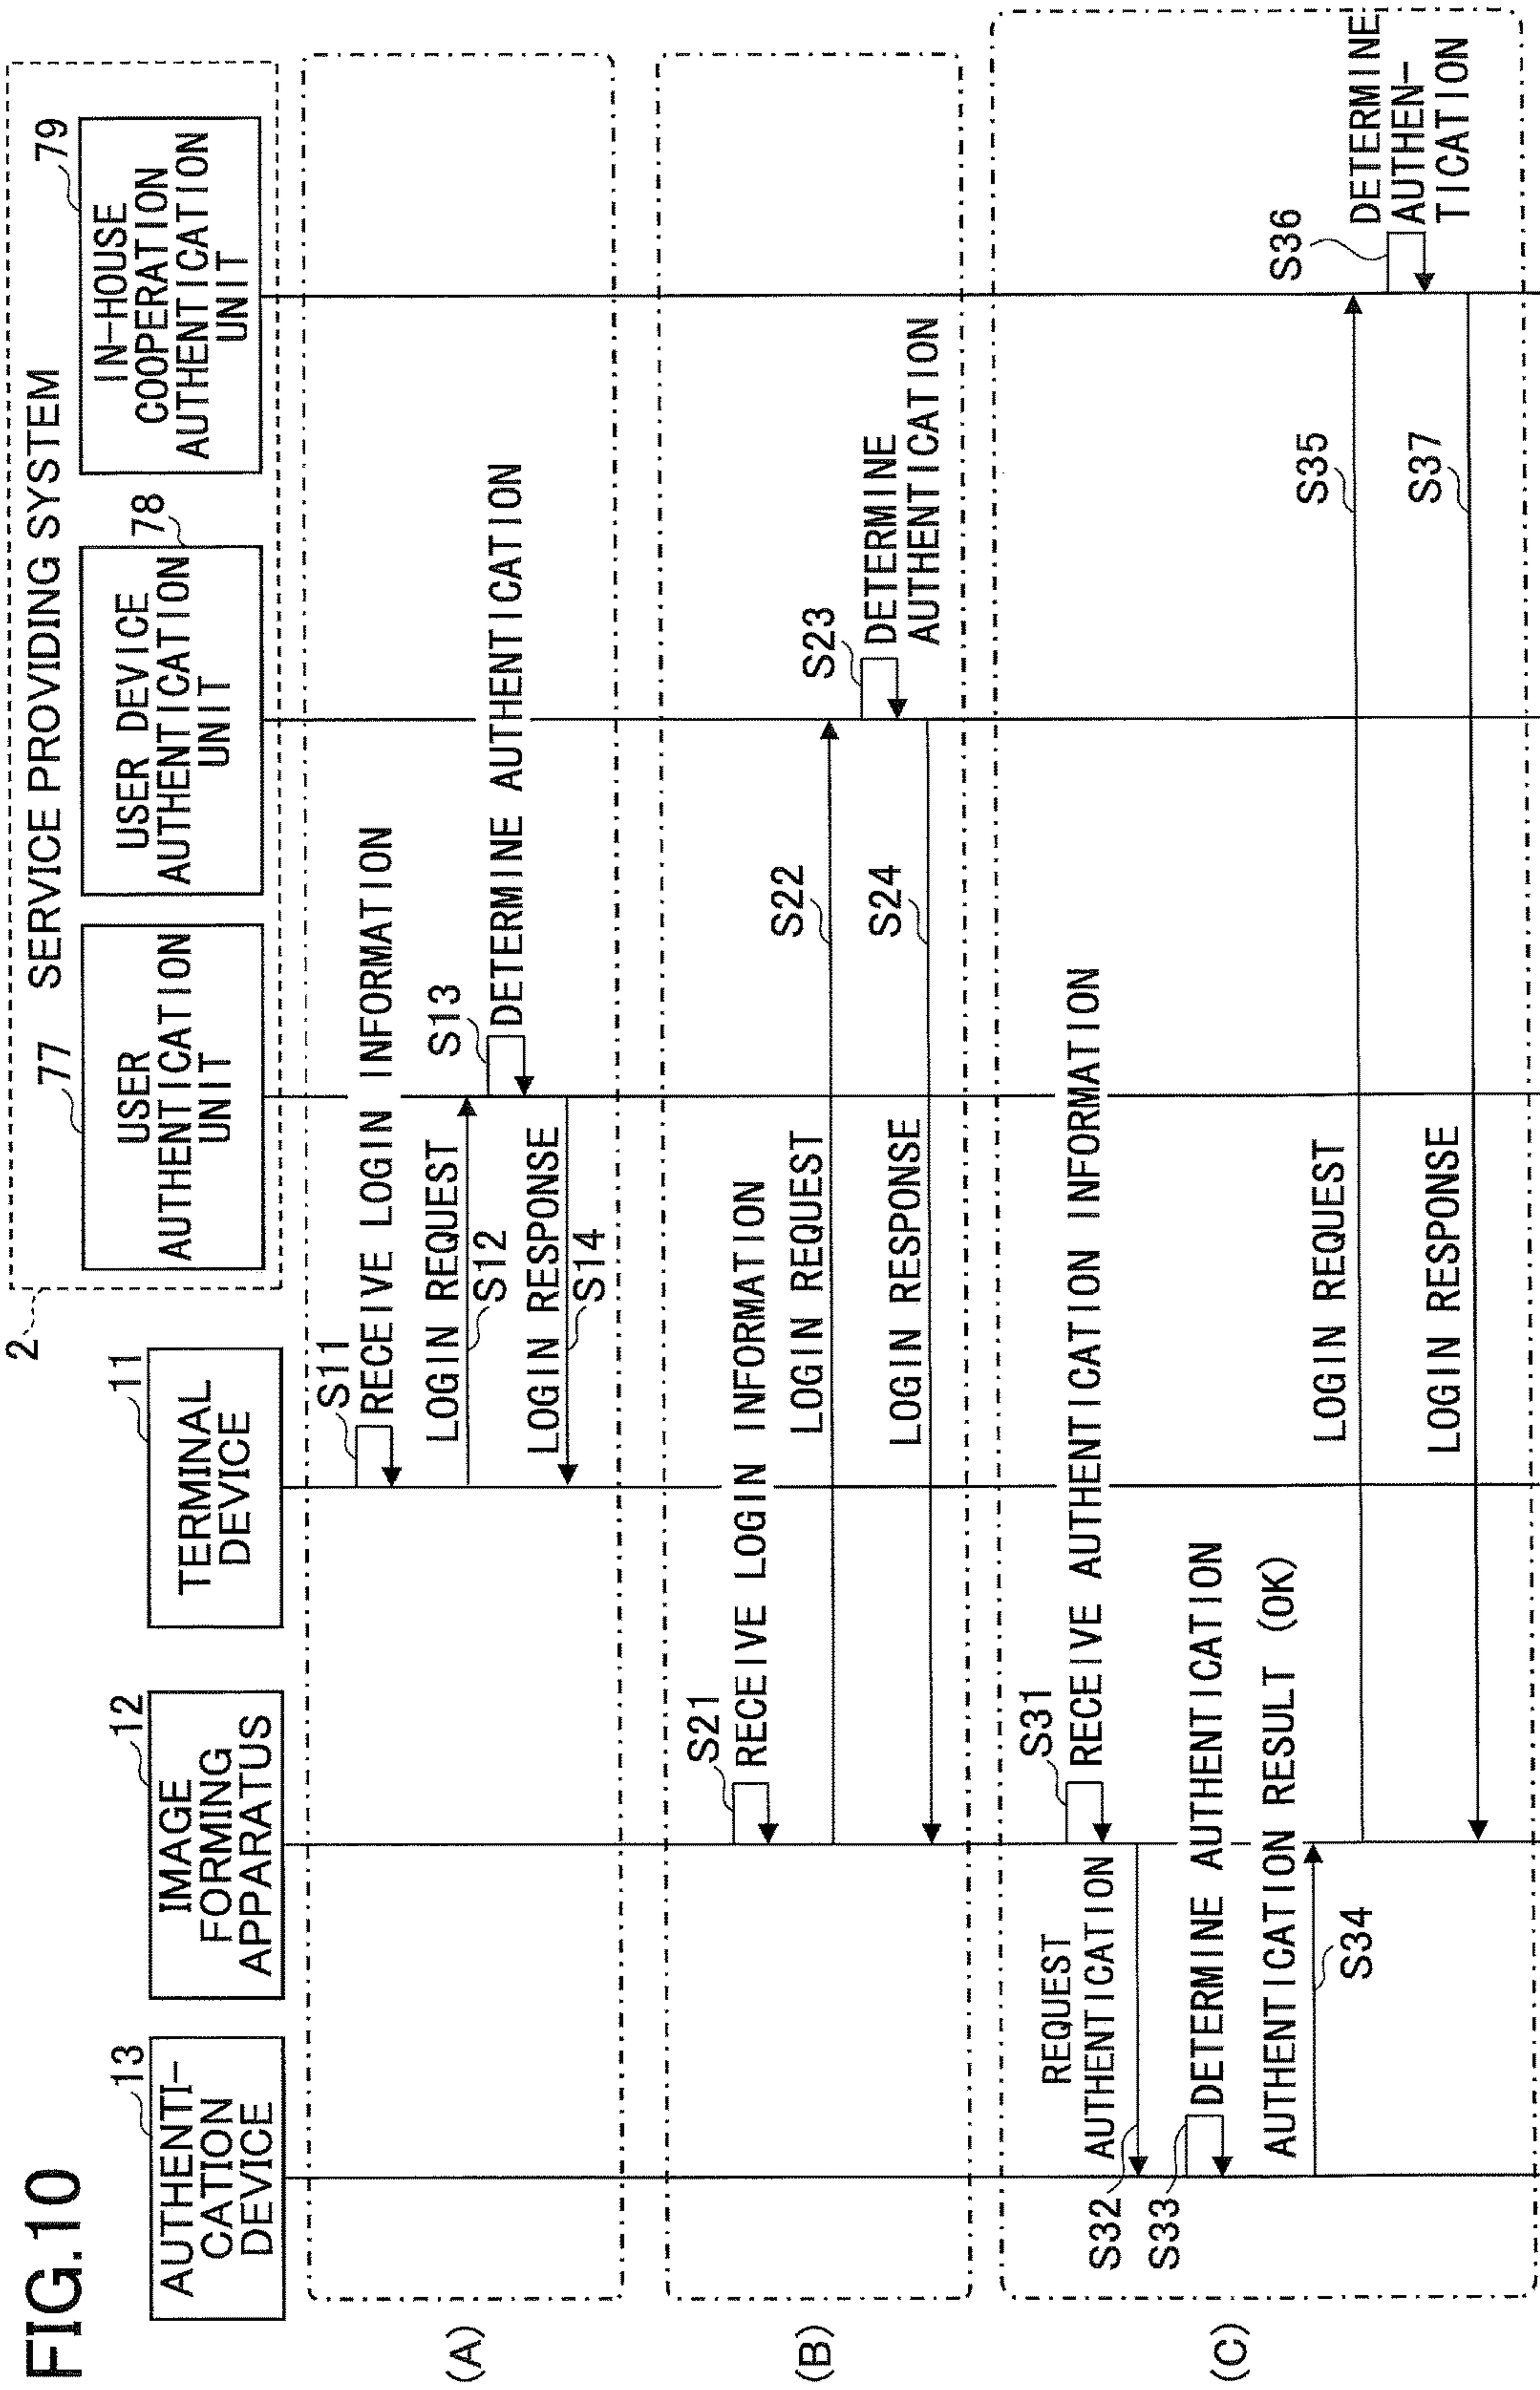 FIG.10
2
SERVICE PROVIDING SYSTEM
13
AUTHENTI-
CATION
DEVICE
12
IMAGE
FORMING
APPARATUS
11
TERMINAL
DEVICE
77
USER
AUTHENTICATION
UNIT
78
USER DEVICE
AUTHENTICATION
UNIT
79
IN-HOUSE
COOPERATION
AUTHENTICATION
UNIT
(A)
S11
RECEIVE LOGIN INFORMATION
LOGIN REQUEST
S12
S13
DETERMINE AUTHENTICATION
LOGIN RESPONSE
S14
(B)
S21
RECEIVE LOGIN INFORMATION
LOGIN REQUEST
S22
S23
DETERMINE
AUTHENTICATION
LOGIN RESPONSE
S24
(C)
S31
RECEIVE AUTHENTICATION INFORMATION
REQUEST
AUTHENTICATION
S32
S33
DETERMINE AUTHENTICATION
AUTHENTICATION RESULT (OK)
S34
LOGIN REQUEST
S35
S36
DETERMINE
AUTHEN-
TICATION
LOGIN RESPONSE
S37